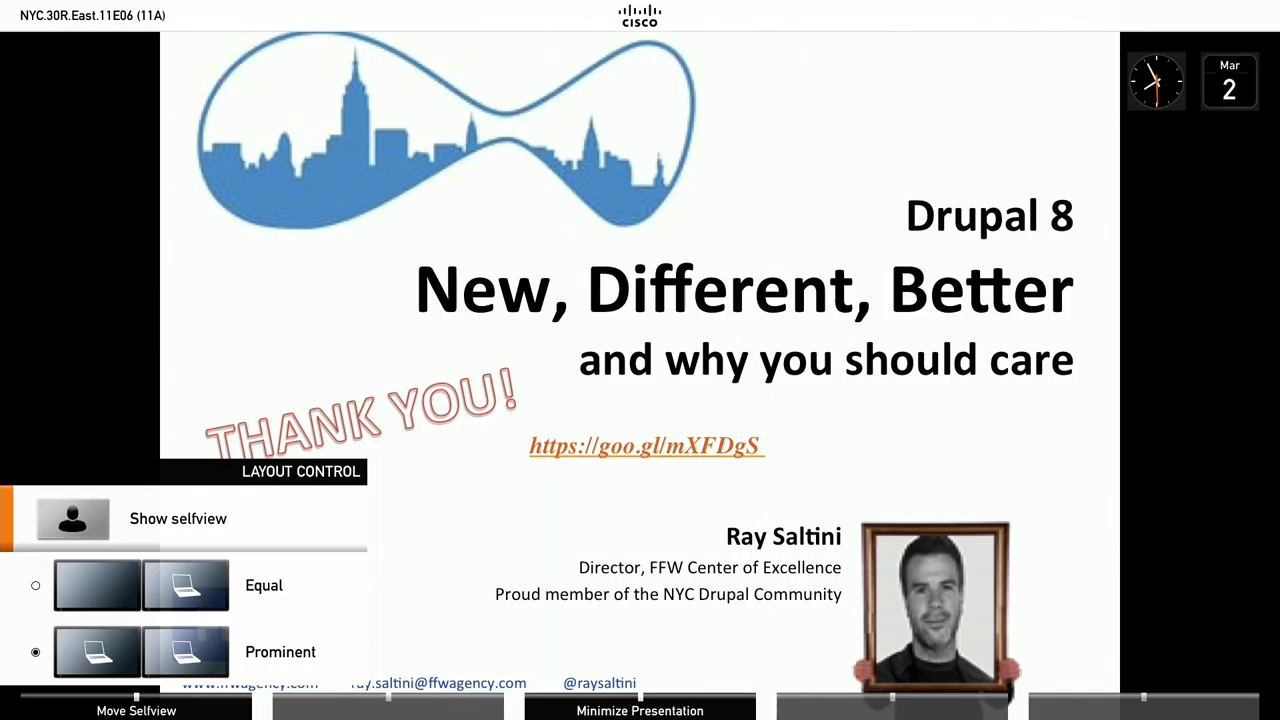 NYC.30R.East.11E06 (11A)
CISCO
Mar
2
Drupal 8
New, Different, Better
and why you should care
THANK YOU!
https://goo.gl/mXFDgS
LAYOUT CONTROL
Show selfview
Ray Saltini
Director, FFW Center of Excellence
Equal
Proud member of the NYC Drupal Community
Prominent
www.ffwagency.com ray.saltini@ffwagency.com @raysaltini
Move Selfview
Minimize Presentation